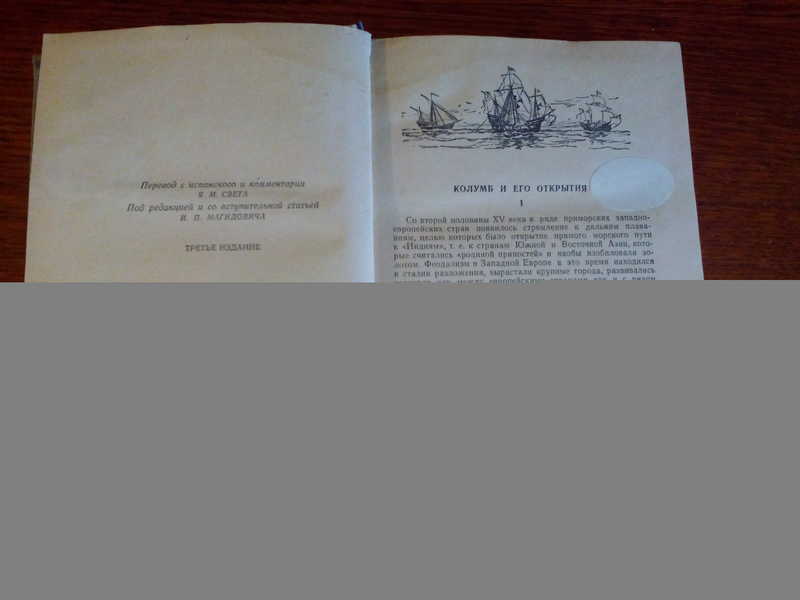 Перевод с испанского и комментарии
Я. М. СВЕТА
Под редакцией и со вступительной статьей
И. П. МАГИДОВИЧА
ТРЕТЬЕ ИЗДАНИЕ
КОЛУМБ И ЕГО ОТКРЫТИЯ
1
Со второй половины XV века в ряде приморских западно-
европейских стран появилось стремление к дальним плава-
ниям, целью которых было открытие прямого морского пути
к «Индиям», т. е. к странам Южной и Восточной Азии, кото-
рые считались «родиной пряностей» и якобы изобиловали зо-
лотом. Феодализм в Западной Европе в это время находился
в стадии разложения, вырастали крупные города, развивалась